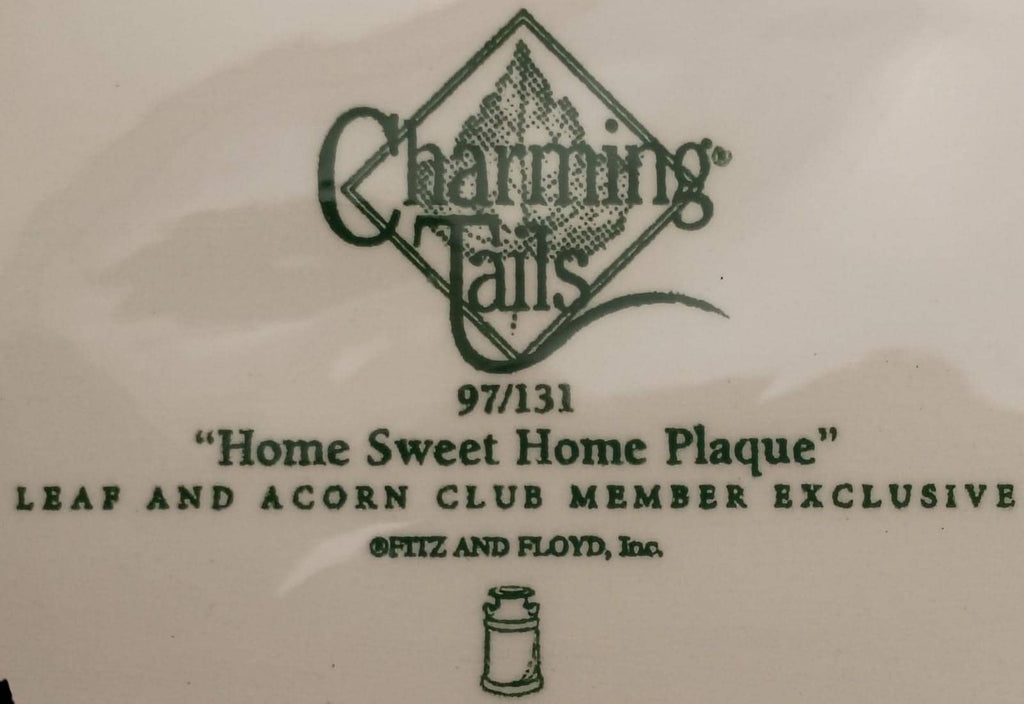 Charming®
Tails
97/131
“Home Sweet Home Plaque”
LEAF AND ACORN CLUB MEMBER EXCLUSIVE
®FITZ AND FLOYD, Inc.